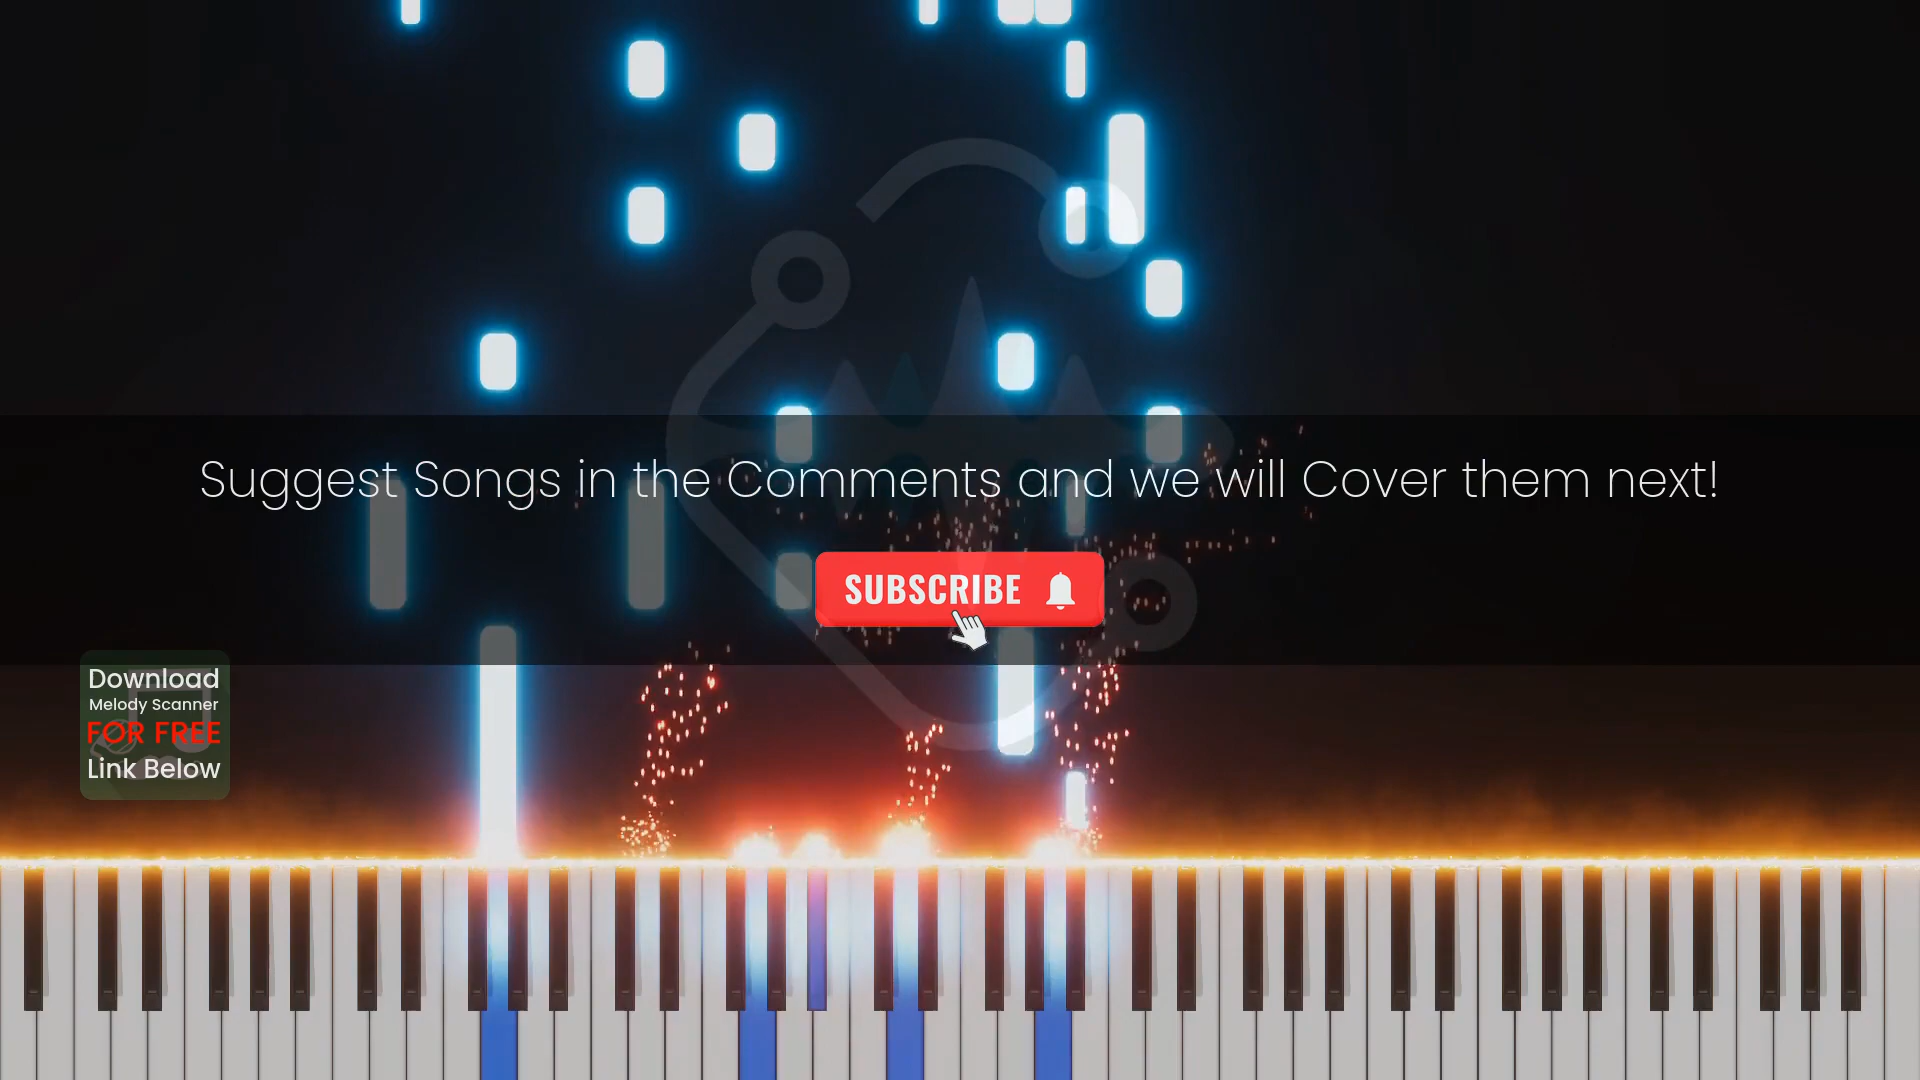 Suggest Songs in the Comments and we will Cover them next!
SUBSCRIBE
Download
Melody Scanner
FOR FREE
Link Below